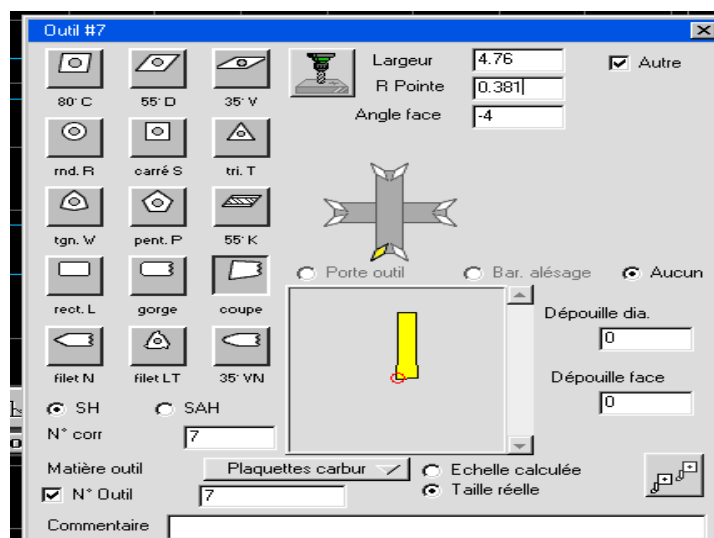 Outil #7
Largeur 4.76 Autre
R Pointe 0.381
Angle face -4
80° C 55° D 35° V
rnd. R carré S tri. T
tgn. W pent. P 55° K
Porte outil Bar. alésage Aucun
rect. L gorge coupe
Dépouille dia.
0
filet N filet LT 35° VN
Dépouille face
0
SH SAH
N° corr 7
Matière outil Plaquettes carbur Echelle calculée
N° Outil 7 Taille réelle
Commentaire